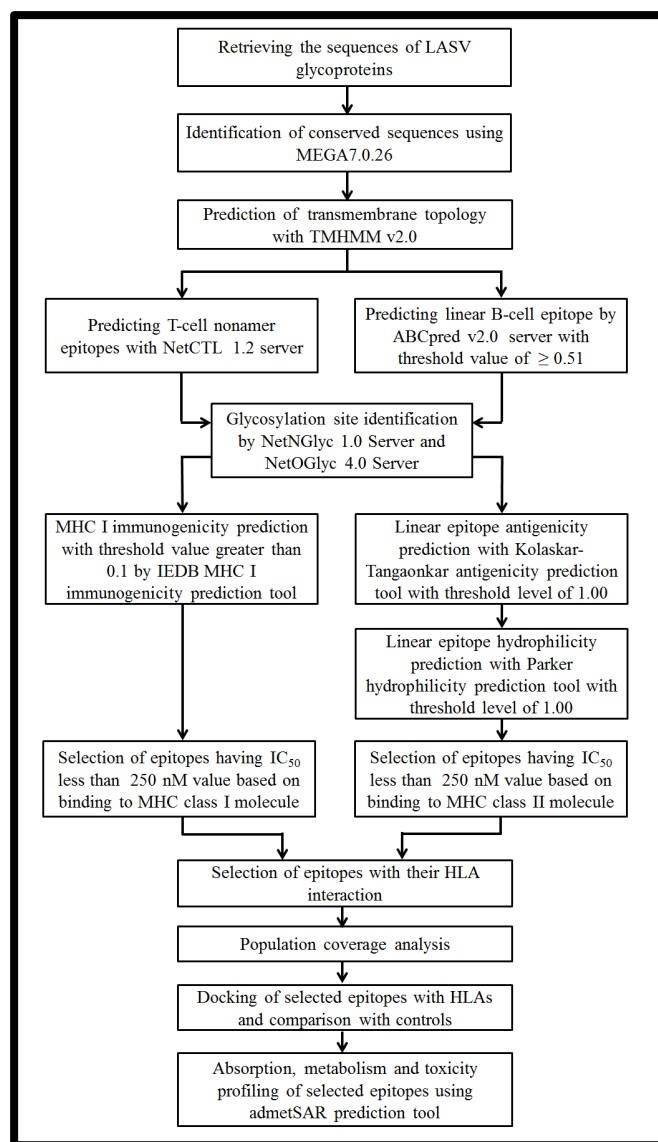 Retrieving the sequences of LASV
glycoproteins
Identification of conserved sequences using
MEGA7.0.26
Prediction of transmembrane topology
with TMHMM v2.0
Predicting T-cell nonamer
epitopes with NetCTL 1.2 server
Predicting linear B-cell epitope by
ABCpred v2.0 server with
threshold value of ≥ 0.51
Glycosylation site identification
by NetNGlyc 1.0 Server and
NetOGlyc 4.0 Server
MHC I immunogenicity prediction
with threshold value greater than
0.1 by IEDB MHC I
immunogenicity prediction tool
Linear epitope antigenicity
prediction with Kolaskar-
Tangaonkar antigenicity prediction
tool with threshold level of 1.00
Linear epitope hydrophilicity
prediction with Parker
hydrophilicity prediction tool with
threshold level of 1.00
Selection of epitopes having IC₅₀
less than 250 nM value based on
binding to MHC class I molecule
Selection of epitopes having IC₅₀
less than 250 nM value based on
binding to MHC class II molecule
Selection of epitopes with their HLA
interaction
Population coverage analysis
Docking of selected epitopes with HLAs
and comparison with controls
Absorption, metabolism and toxicity
profiling of selected epitopes using
admetSAR prediction tool